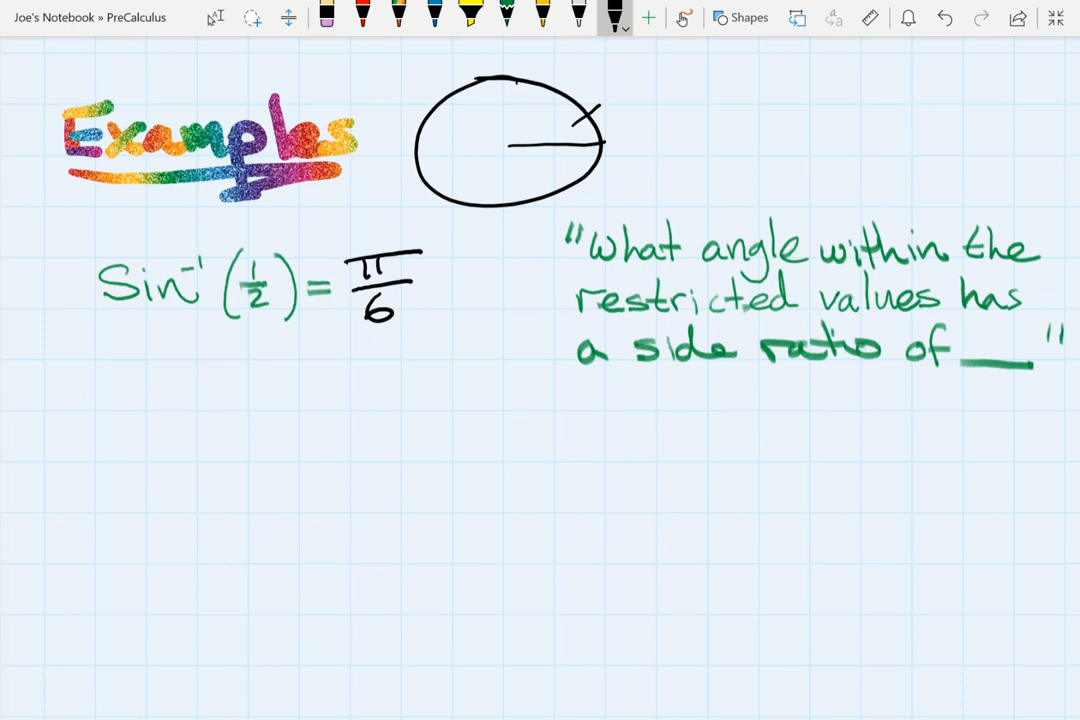 Joe's Notebook » PreCalculus
Shapes
Examples
Sin⁻¹ (1/2) = π/6
"What angle within the
restricted values has
a side ratio of ___"